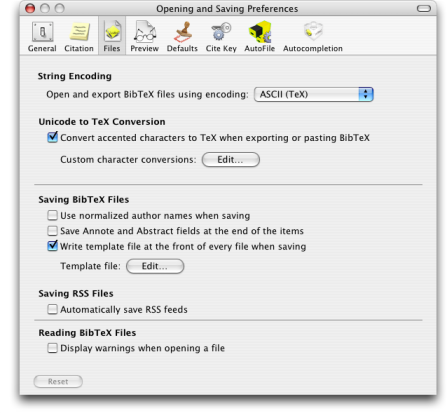 Opening and Saving Preferences
General Citation Files Preview Defaults Cite Key AutoFile Autocompletion
String Encoding
Open and export BibTeX files using encoding: ASCII (TeX)
Unicode to TeX Conversion
Convert accented characters to TeX when exporting or pasting BibTeX
Custom character conversions: Edit...
Saving BibTeX Files
Use normalized author names when saving
Save Annote and Abstract fields at the end of the items
Write template file at the front of every file when saving
Template file: Edit...
Saving RSS Files
Automatically save RSS feeds
Reading BibTeX Files
Display warnings when opening a file
Reset